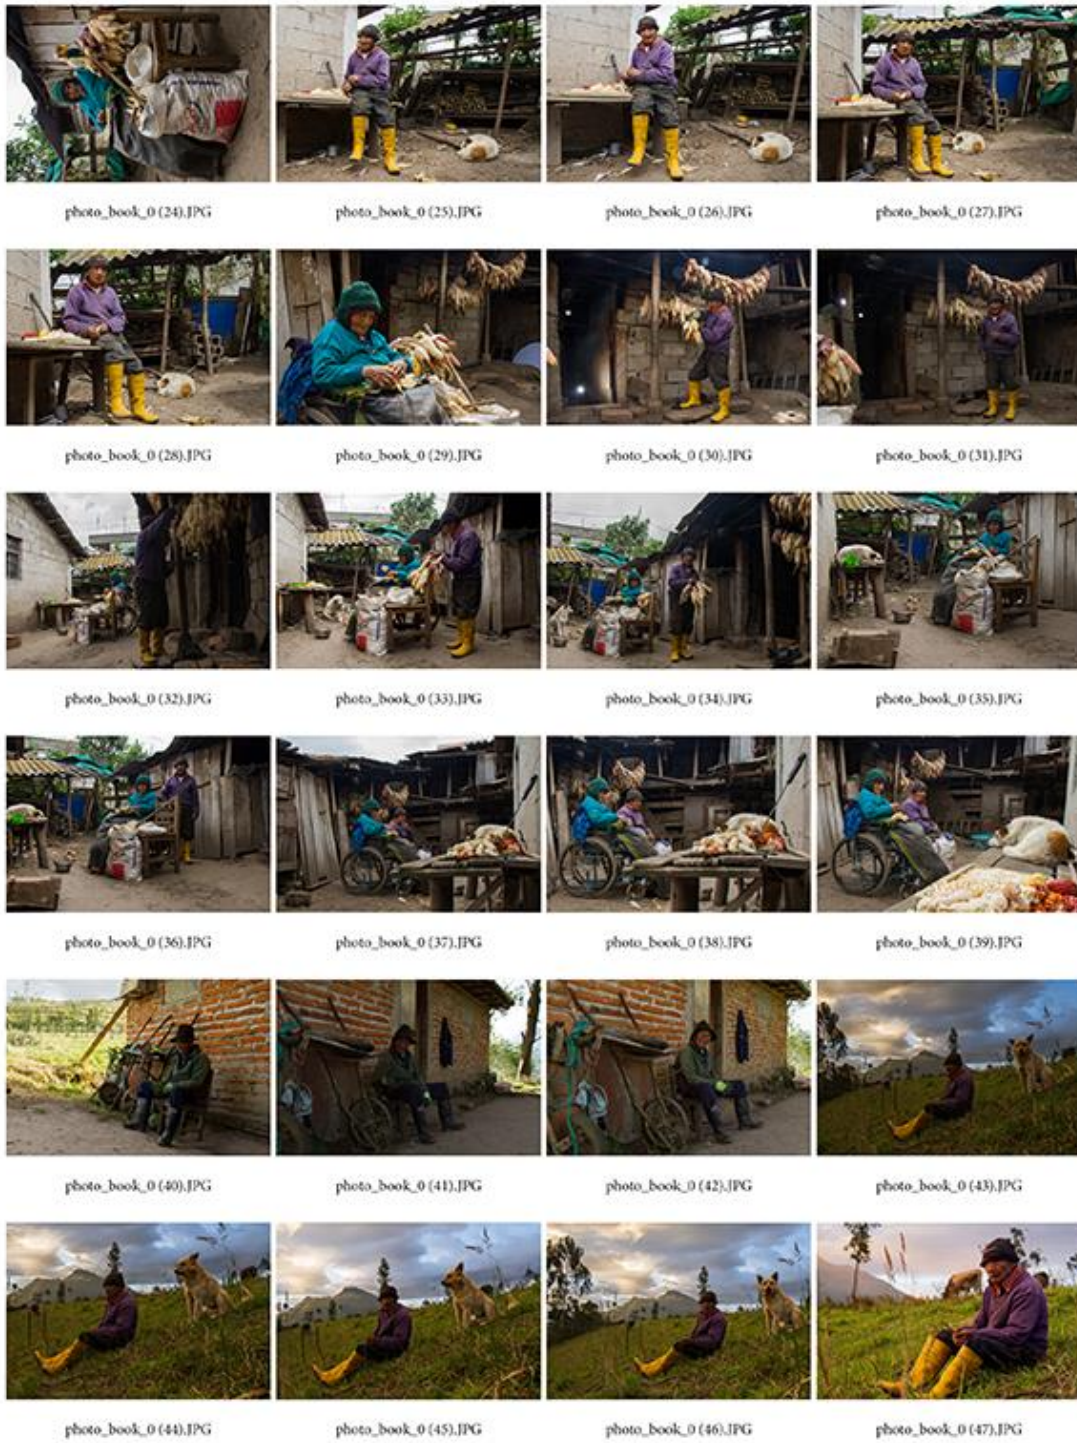 photo_book_0 (24).JPG
photo_book_0 (25).JPG
photo_book_0 (26).JPG
photo_book_0 (27).JPG
photo_book_0 (28).JPG
photo_book_0 (29).JPG
photo_book_0 (30).JPG
photo_book_0 (31).JPG
photo_book_0 (32).JPG
photo_book_0 (33).JPG
photo_book_0 (34).JPG
photo_book_0 (35).JPG
photo_book_0 (36).JPG
photo_book_0 (37).JPG
photo_book_0 (38).JPG
photo_book_0 (39).JPG
photo_book_0 (40).JPG
photo_book_0 (41).JPG
photo_book_0 (42).JPG
photo_book_0 (43).JPG
photo_book_0 (44).JPG
photo_book_0 (45).JPG
photo_book_0 (46).JPG
photo_book_0 (47).JPG